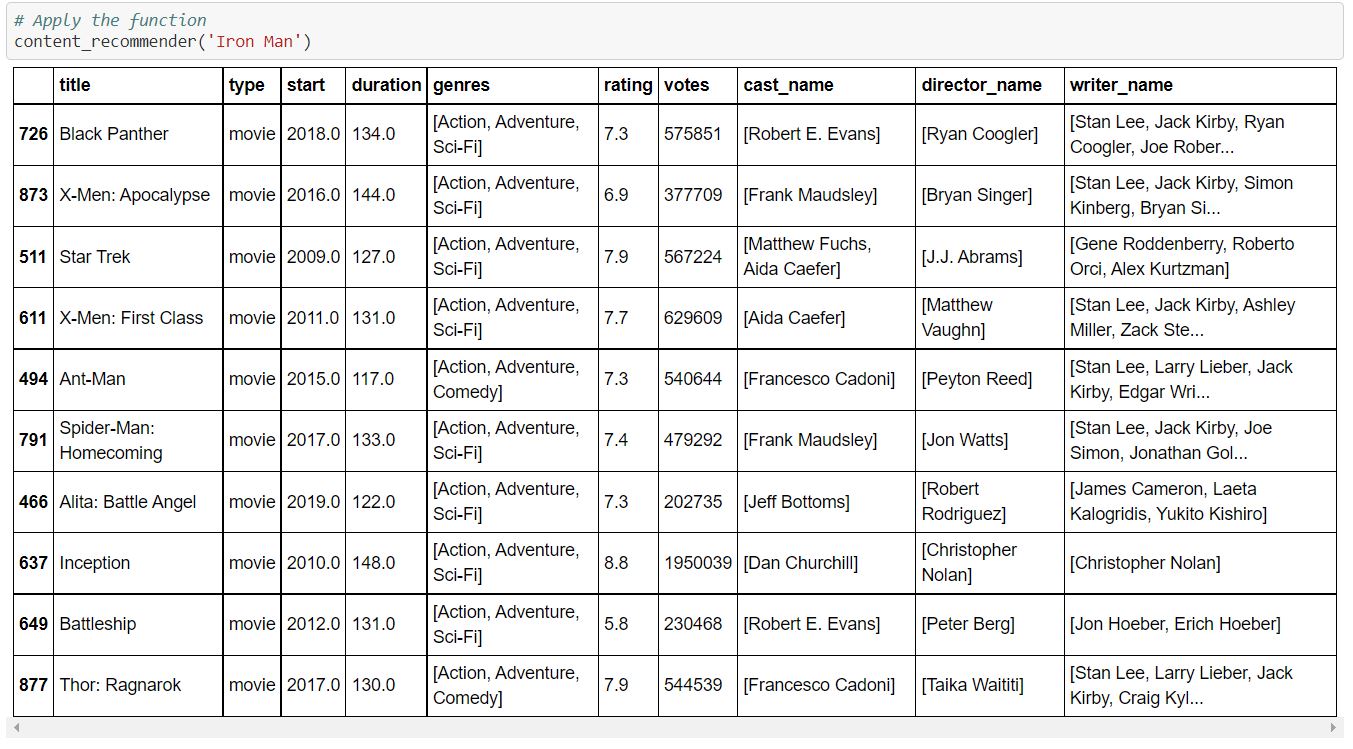 # Apply the function
content_recommender('Iron Man')
title type start duration genres rating votes cast_name director_name writer_name
726 Black Panther movie 2018.0 134.0 [Action, Adventure, Sci-Fi] 7.3 575851 [Robert E. Evans] [Ryan Coogler] [Stan Lee, Jack Kirby, Ryan Coogler, Joe Rober...
873 X-Men: Apocalypse movie 2016.0 144.0 [Action, Adventure, Sci-Fi] 6.9 377709 [Frank Maudsley] [Bryan Singer] [Stan Lee, Jack Kirby, Simon Kinberg, Bryan Si...
511 Star Trek movie 2009.0 127.0 [Action, Adventure, Sci-Fi] 7.9 567224 [Matthew Fuchs, Aida Caefer] [J.J. Abrams] [Gene Roddenberry, Roberto Orci, Alex Kurtzman]
611 X-Men: First Class movie 2011.0 131.0 [Action, Adventure, Sci-Fi] 7.7 629609 [Aida Caefer] [Matthew Vaughn] [Stan Lee, Jack Kirby, Ashley Miller, Zack Ste...
494 Ant-Man movie 2015.0 117.0 [Action, Adventure, Comedy] 7.3 540644 [Francesco Cadoni] [Peyton Reed] [Stan Lee, Larry Lieber, Jack Kirby, Edgar Wri...
791 Spider-Man: Homecoming movie 2017.0 133.0 [Action, Adventure, Sci-Fi] 7.4 479292 [Frank Maudsley] [Jon Watts] [Stan Lee, Jack Kirby, Joe Simon, Jonathan Gol...
466 Alita: Battle Angel movie 2019.0 122.0 [Action, Adventure, Sci-Fi] 7.3 202735 [Jeff Bottoms] [Robert Rodriguez] [James Cameron, Laeta Kalogridis, Yukito Kishiro]
637 Inception movie 2010.0 148.0 [Action, Adventure, Sci-Fi] 8.8 1950039 [Dan Churchill] [Christopher Nolan] [Christopher Nolan]
649 Battleship movie 2012.0 131.0 [Action, Adventure, Sci-Fi] 5.8 230468 [Robert E. Evans] [Peter Berg] [Jon Hoeber, Erich Hoeber]
877 Thor: Ragnarok movie 2017.0 130.0 [Action, Adventure, Comedy] 7.9 544539 [Francesco Cadoni] [Taika Waititi] [Stan Lee, Larry Lieber, Jack Kirby, Craig Kyl...